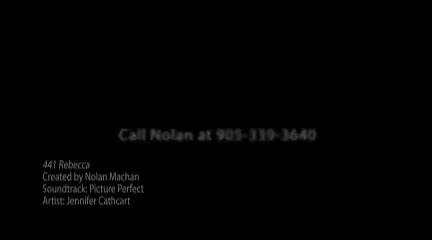 Call Nolan at 905-339-3640
441 Rebecca
Created by Nolan Machan
Soundtrack: Picture Perfect
Artist: Jennifer Cathcart